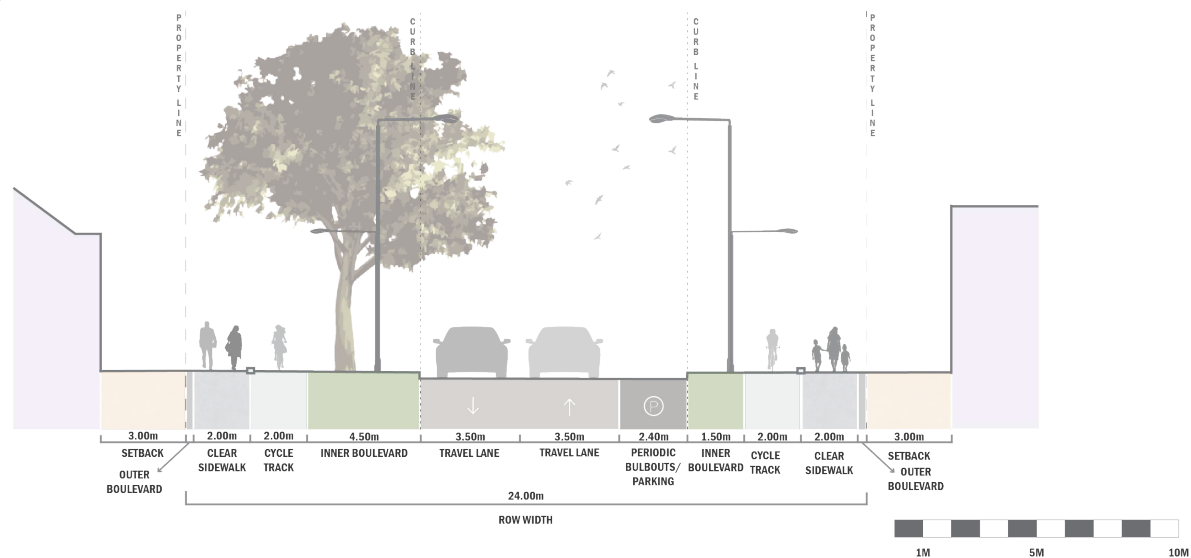 PROPERTY LINE
CURB LINE
CURB LINE
PROPERTY LINE
P
3.00m
2.00m
2.00m
4.50m
3.50m
3.50m
2.40m
1.50m
2.00m
2.00m
3.00m
SETBACK
CLEAR
SIDEWALK
CYCLE
TRACK
INNER BOULEVARD
TRAVEL LANE
TRAVEL LANE
PERIODIC
BULBOUTS/
PARKING
INNER
BOULEVARD
CYCLE
TRACK
CLEAR
SIDEWALK
SETBACK
OUTER
BOULEVARD
OUTER
BOULEVARD
24.00m
ROW WIDTH
1M
5M
10M